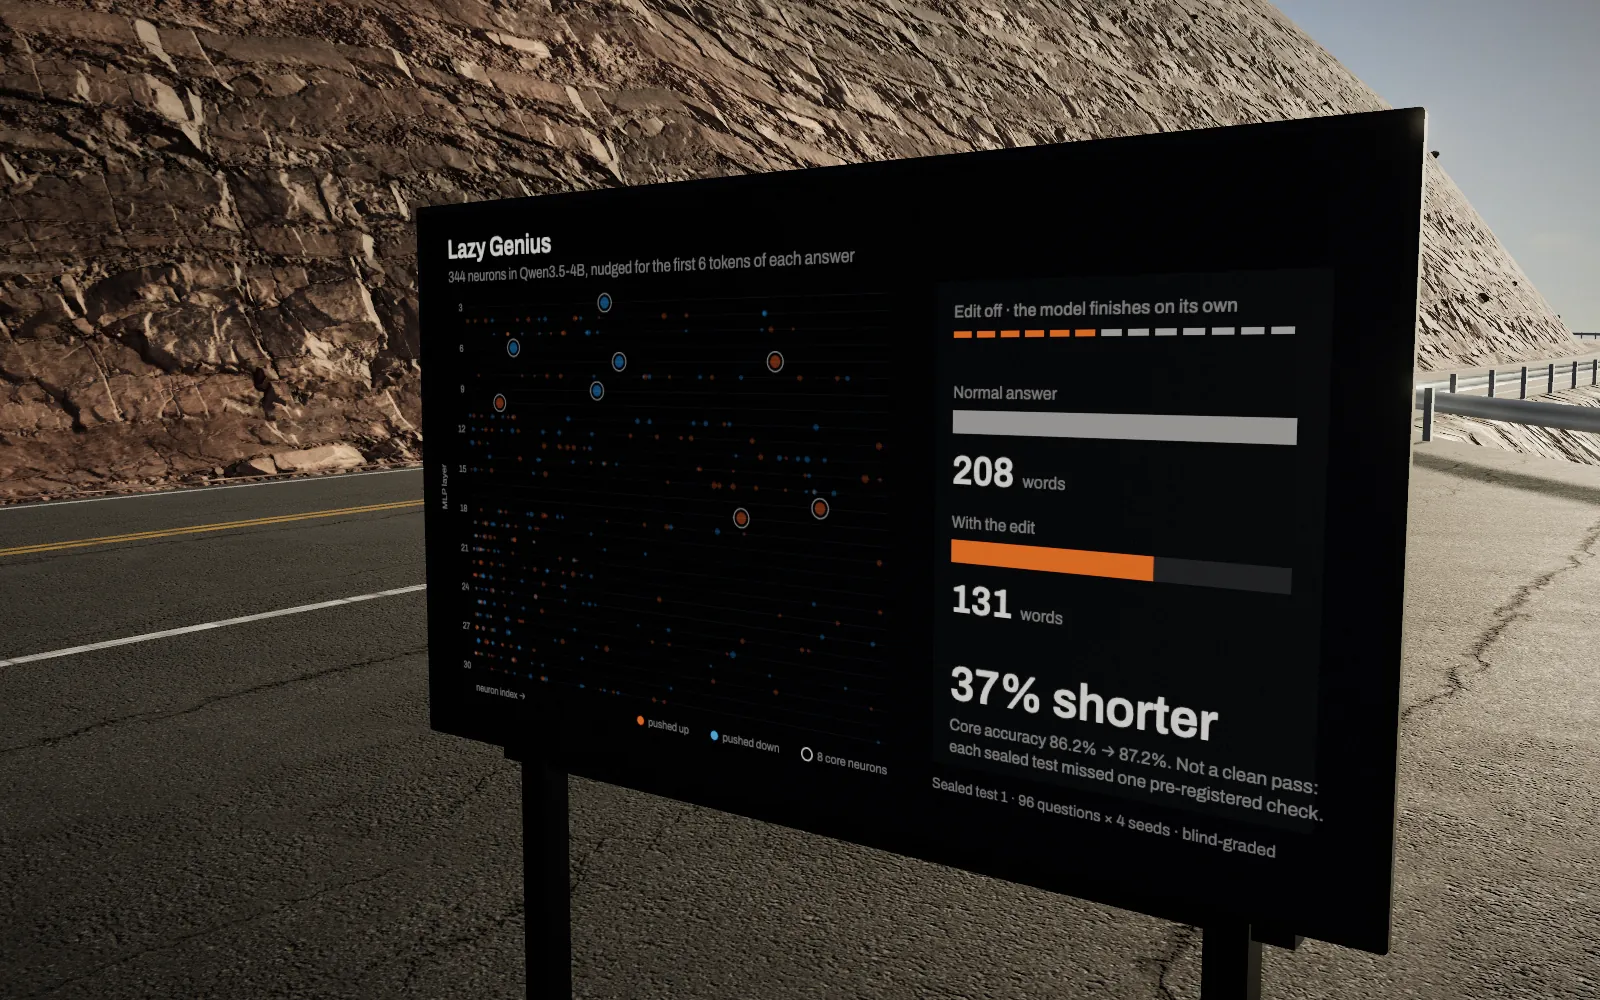 Lazy Genius
344 neurons in Qwen3.5-4B, nudged for the first 6 tokens of each answer
3
6
9
12
15
18
21
24
27
30
MLP layer
neuron index →
pushed up
pushed down
8 core neurons
Edit off · the model finishes on its own
Normal answer
208 words
With the edit
131 words
37% shorter
Core accuracy 86.2% → 87.2%. Not a clean pass:
each sealed test missed one pre-registered check.
Sealed test 1 · 96 questions × 4 seeds · blind-graded